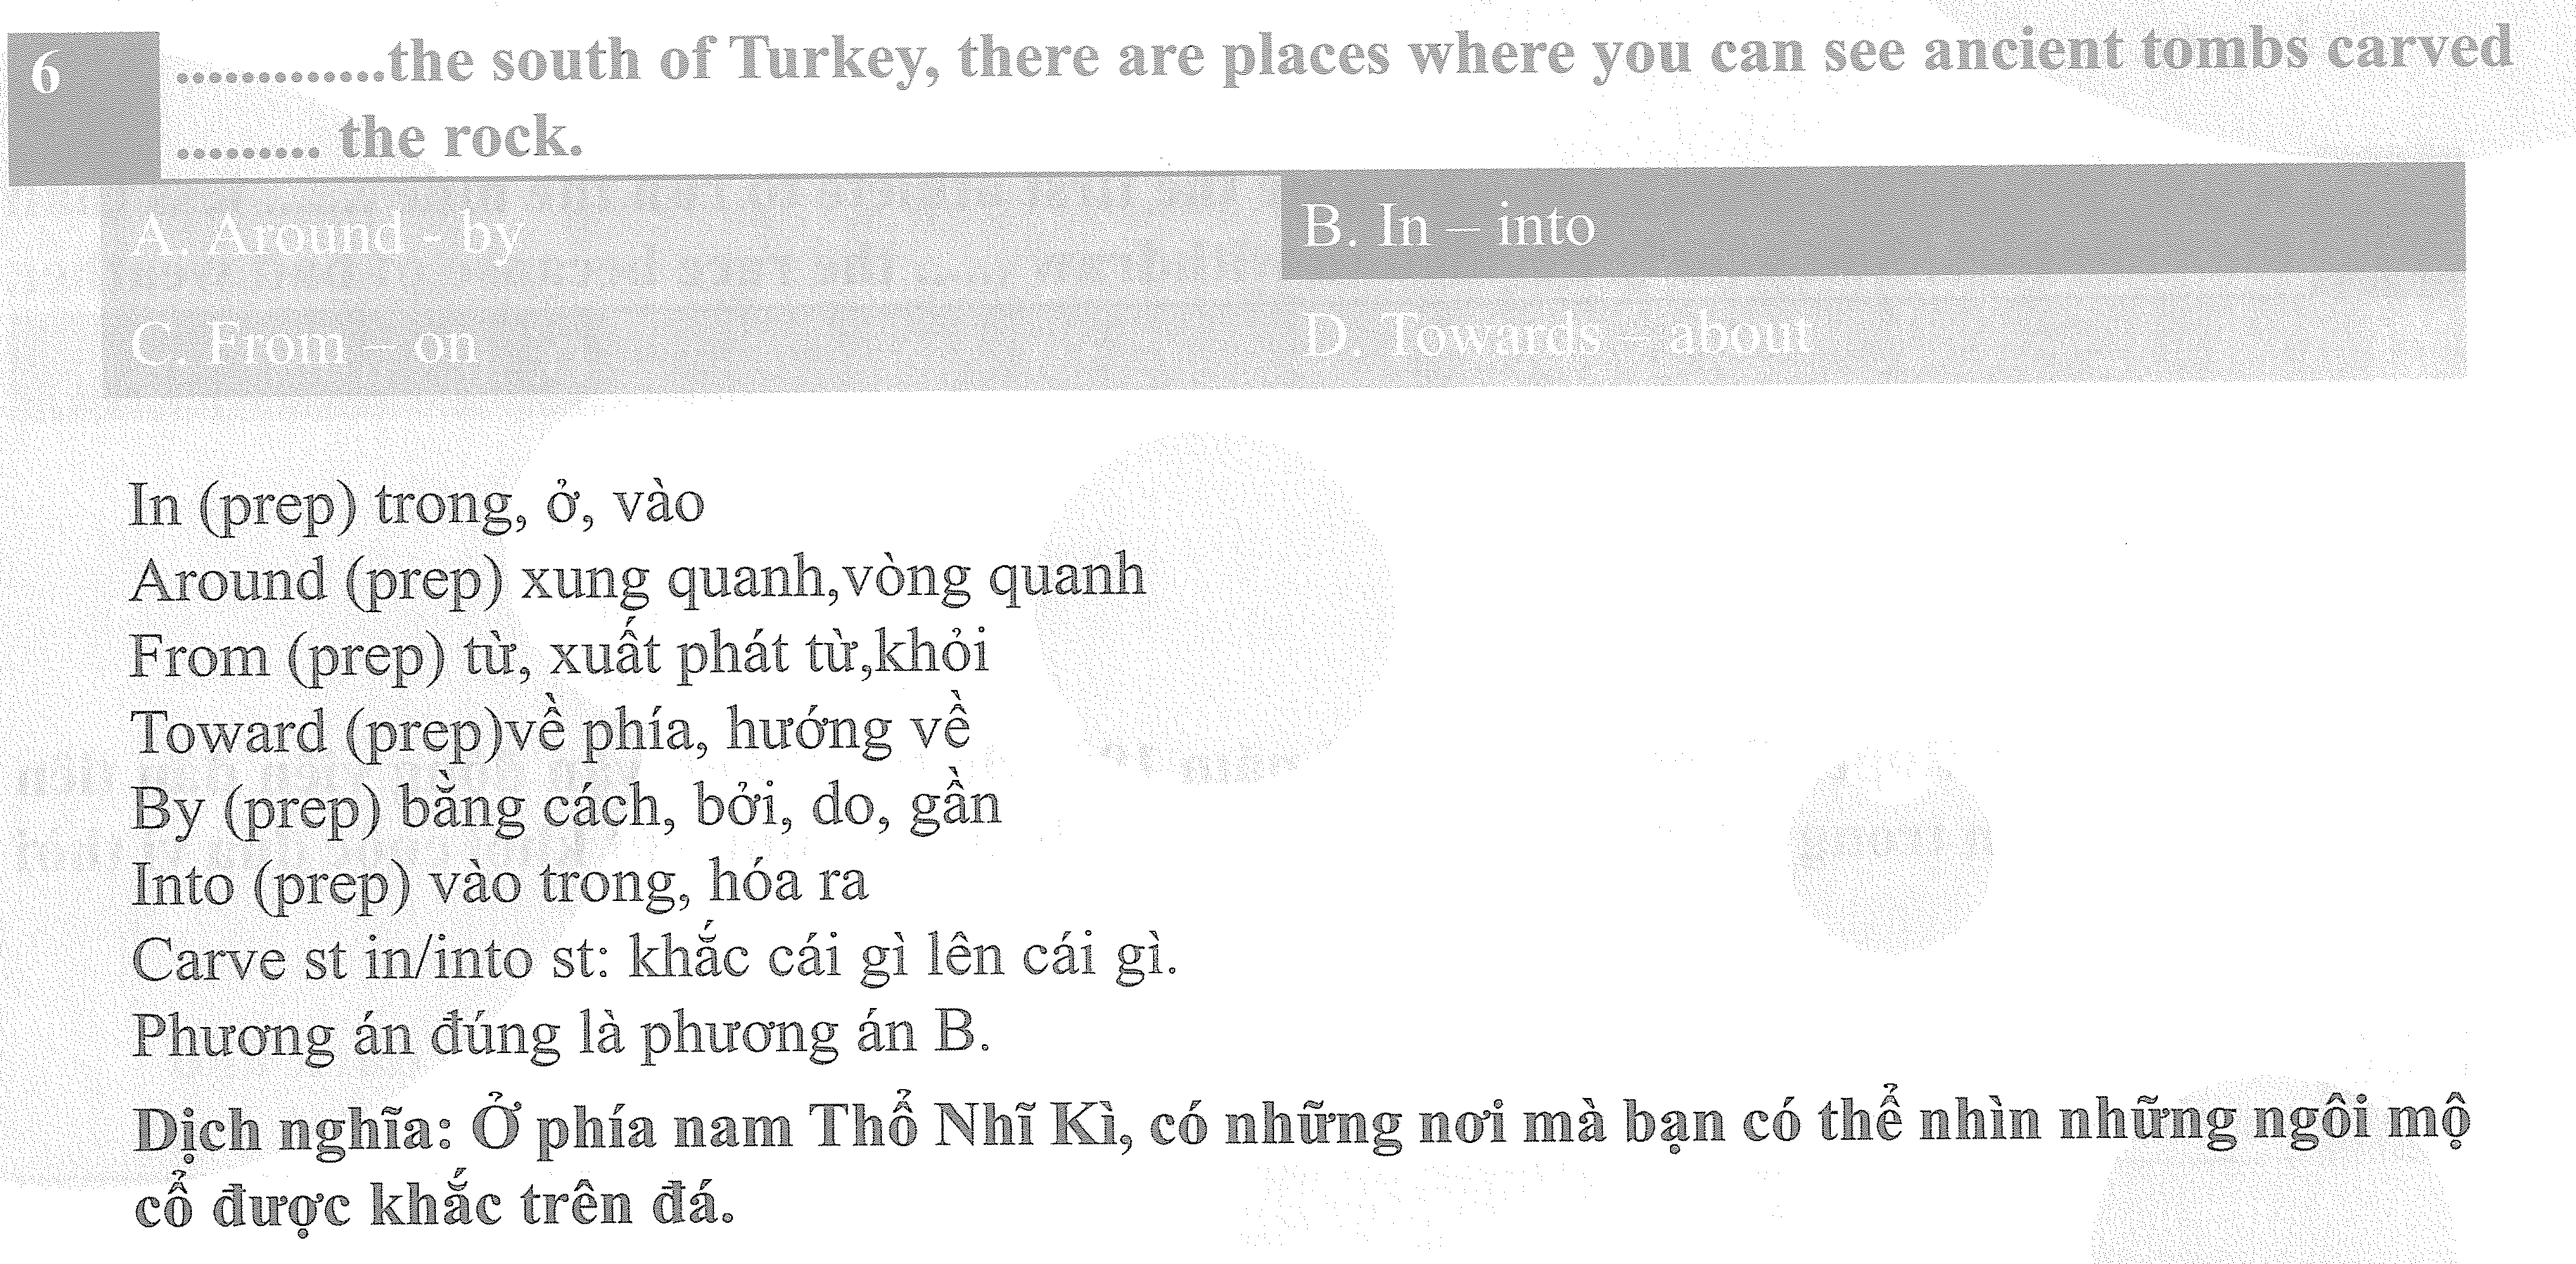 6
.............the south of Turkey, there are places where you can see ancient tombs carved
......... the rock.
A. Around - by
B. In – into
C. From – on
D. Towards – about
In (prep) trong, ở, vào
Around (prep) xung quanh,vòng quanh
From (prep) từ, xuất phát từ,khỏi
Toward (prep)về phía, hướng về
By (prep) bằng cách, bởi, do, gần
Into (prep) vào trong, hóa ra
Carve st in/into st: khắc cái gì lên cái gì.
Phương án đúng là phương án B.
Dịch nghĩa: Ở phía nam Thổ Nhĩ Kì, có những nơi mà bạn có thể nhìn những ngôi mộ
cổ được khắc trên đá.